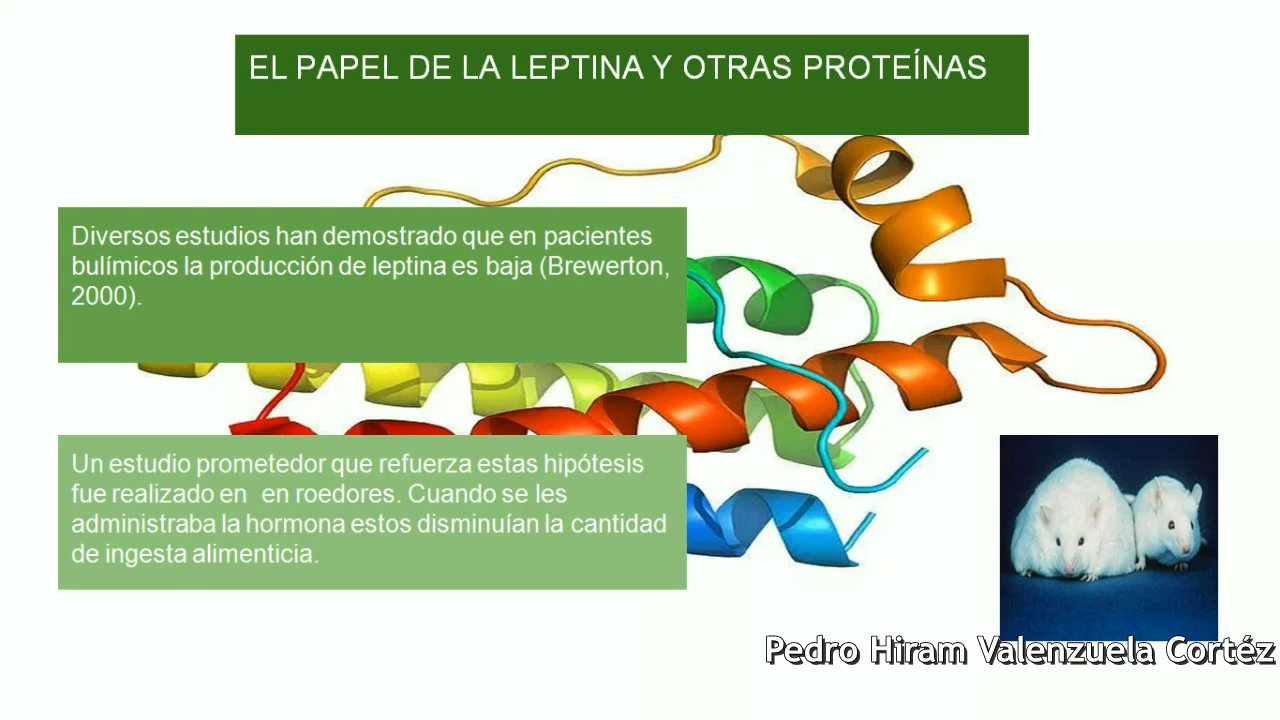 EL PAPEL DE LA LEPTINA Y OTRAS PROTEÍNAS
Diversos estudios han demostrado que en pacientes
bulímicos la producción de leptina es baja (Brewerton,
2000).
Un estudio prometedor que refuerza estas hipótesis
fue realizado en en roedores. Cuando se les
administraba la hormona estos disminuían la cantidad
de ingesta alimenticia.
Pedro Hiram Valenzuela Cortéz